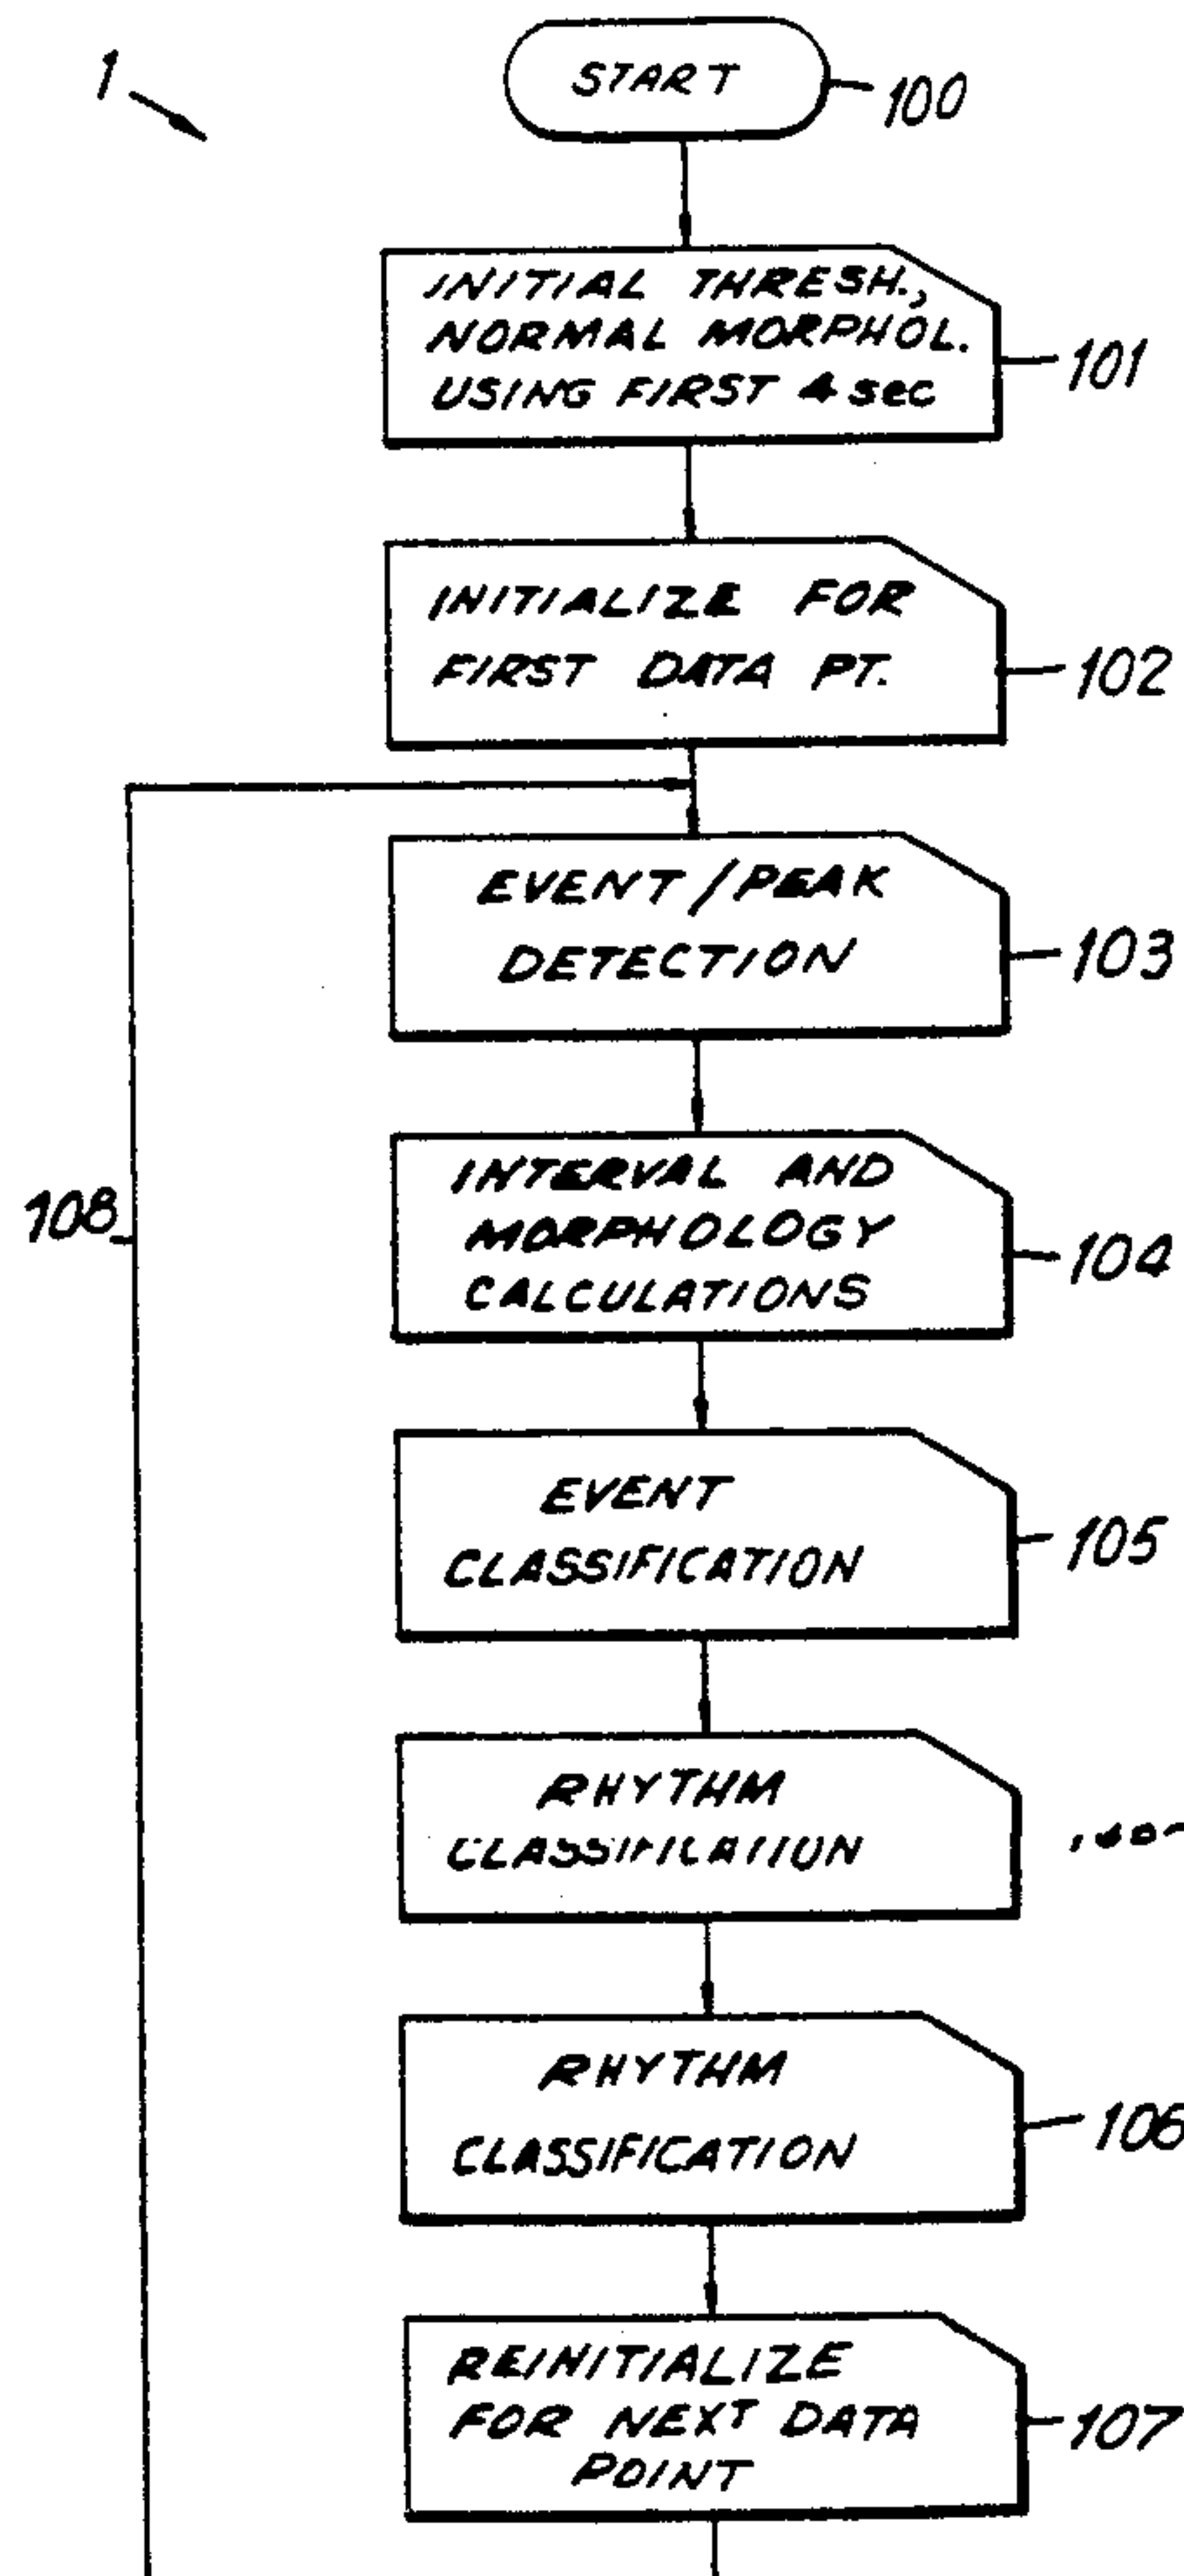 1
START
100
INITIAL THRESH.,
NORMAL MORPHOL.
USING FIRST 4 sec
101
INITIALIZE FOR
FIRST DATA PT.
102
EVENT/PEAK
DETECTION
103
INTERVAL AND
MORPHOLOGY
CALCULATIONS
104
108
EVENT
CLASSIFICATION
105
RHYTHM
CLASSIFICATION
RHYTHM
CLASSIFICATION
106
REINITIALIZE
FOR NEXT DATA
POINT
107